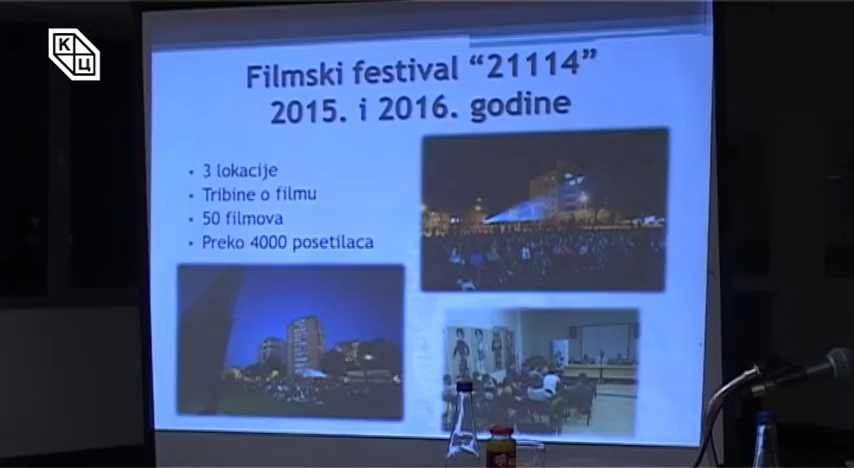 К
Ц
Filmski festival “21114”
2015. i 2016. godine
• 3 lokacije
• Tribine o filmu
• 50 filmova
• Preko 4000 posetilaca